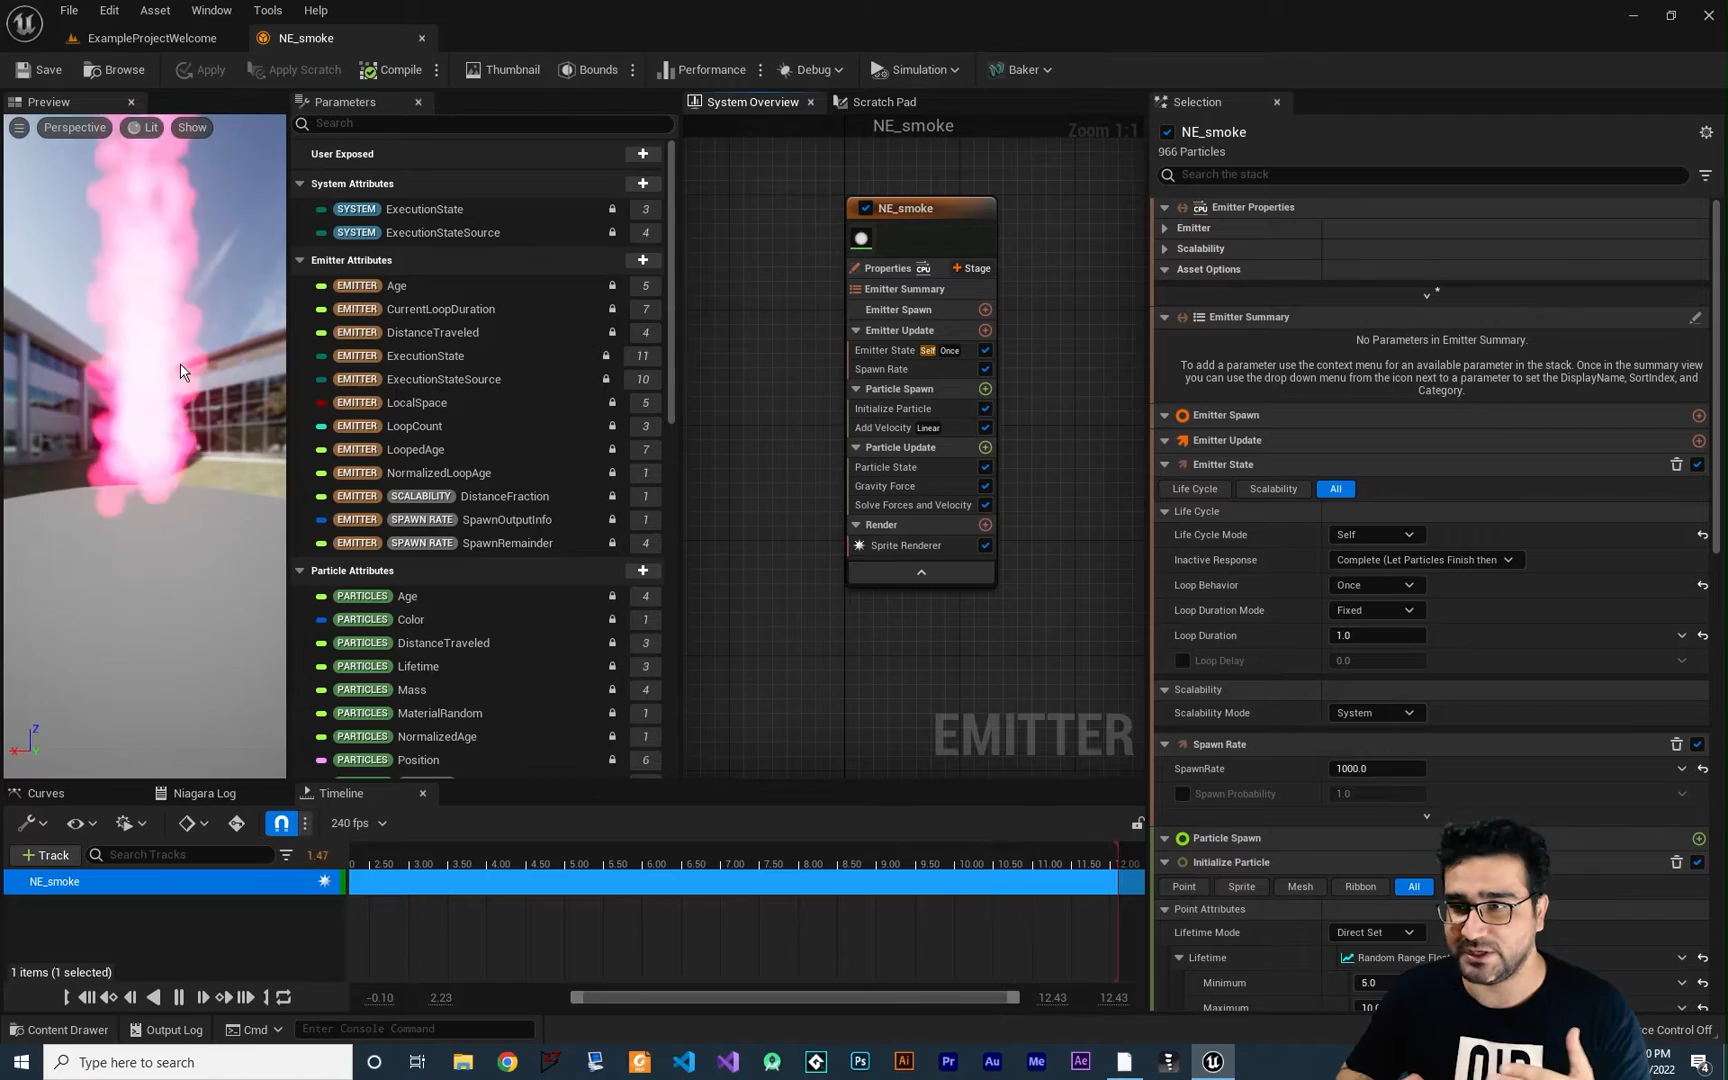 File Edit Asset Window Tools Help
ExampleProjectWelcome NE_smoke
Save Browse Apply Apply Scratch Compile Thumbnail Bounds Performance Debug Simulation Baker
Preview Parameters System Overview Scratch Pad Selection
Perspective Lit Show
Search
User Exposed
System Attributes
SYSTEM ExecutionState 3
SYSTEM ExecutionStateSource 4
Emitter Attributes
EMITTER Age 5
EMITTER CurrentLoopDuration 7
EMITTER DistanceTraveled 4
EMITTER ExecutionState 11
EMITTER ExecutionStateSource 10
EMITTER LocalSpace 5
EMITTER LoopCount 3
EMITTER LoopedAge 7
EMITTER NormalizedLoopAge 1
EMITTER SCALABILITY DistanceFraction 1
EMITTER SPAWN RATE SpawnOutputInfo 1
EMITTER SPAWN RATE SpawnRemainder 4
Particle Attributes
PARTICLES Age 4
PARTICLES Color 1
PARTICLES DistanceTraveled 3
PARTICLES Lifetime 3
PARTICLES Mass 4
PARTICLES MaterialRandom 1
PARTICLES NormalizedAge 1
PARTICLES Position 6
Z
X Y
NE_smoke Zoom 1:1
NE_smoke
Properties CPU Stage
Emitter Summary
Emitter Spawn
Emitter Update
Emitter State Self Once
Spawn Rate
Particle Spawn
Initialize Particle
Add Velocity Linear
Particle Update
Particle State
Gravity Force
Solve Forces and Velocity
Render
Sprite Renderer
EMITTER
NE_smoke
966 Particles
Search the stack
CPU Emitter Properties
Emitter
Scalability
Asset Options
Emitter Summary
No Parameters in Emitter Summary.
To add a parameter use the context menu for an available parameter in the stack. Once in the summary view
you can use the drop down menu from the icon next to a parameter to set the DisplayName, SortIndex, and
Category.
Emitter Spawn
Emitter Update
Emitter State
Life Cycle Scalability All
Life Cycle
Life Cycle Mode Self
Inactive Response Complete (Let Particles Finish then
Loop Behavior Once
Loop Duration Mode Fixed
Loop Duration 1.0
Loop Delay 0.0
Scalability
Scalability Mode System
Spawn Rate
SpawnRate 1000.0
Spawn Probability 1.0
Particle Spawn
Initialize Particle
Point Sprite Mesh Ribbon All
Point Attributes
Lifetime Mode Direct Set
Lifetime Random Range
Minimum 5.0
Maximum
Curves Niagara Log Timeline
240 fps
Track Search Tracks 1.47
0 2.50 3.00 3.50 4.00 4.50 5.00 5.50 6.00 6.50 7.00 7.50 8.00 8.50 9.00 9.50 10.00 10.50 11.00 11.50 12.00
NE_smoke
1 items (1 selected)
-0.10 2.23 12.43 12.43
Content Drawer Output Log Cmd Enter Console Command Control Off
Type here to search Ps Ai Pr Au Me Ae
4